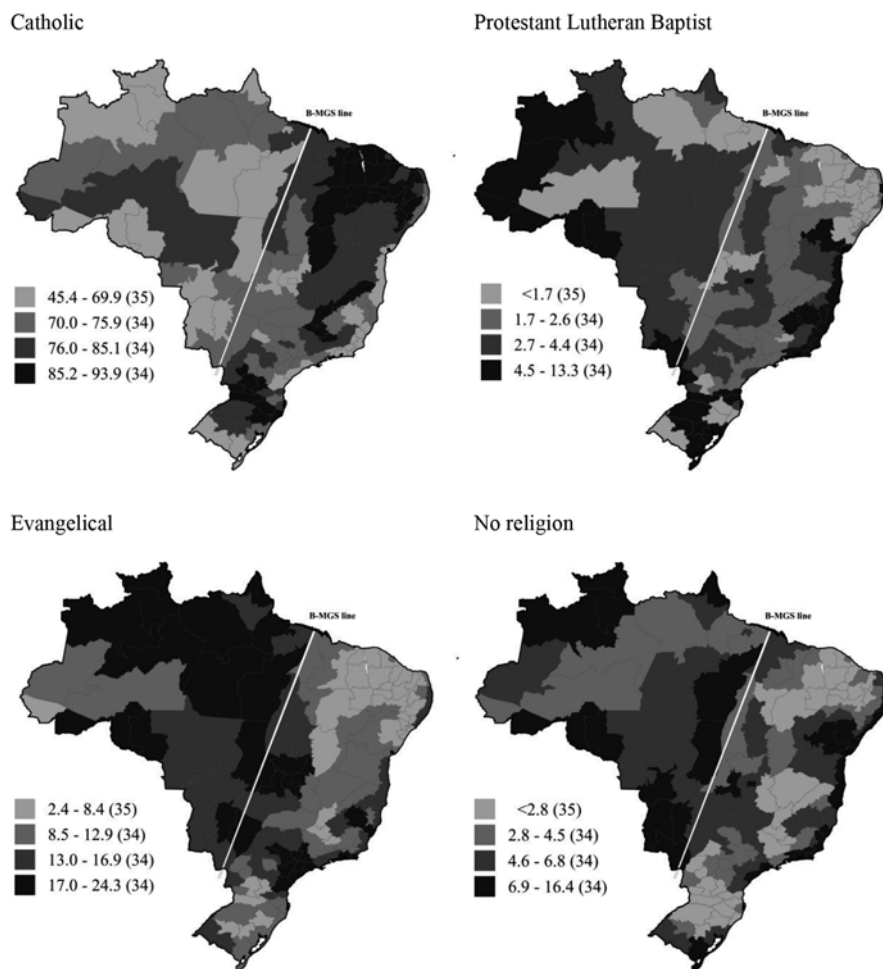 Catholic
Protestant Lutheran Baptist
B-MGS line
B-MGS line
45.4 - 69.9 (35)
70.0 - 75.9 (34)
76.0 - 85.1 (34)
85.2 - 93.9 (34)
<1.7 (35)
1.7 - 2.6 (34)
2.7 - 4.4 (34)
4.5 - 13.3 (34)
Evangelical
No religion
B-MGS line
B-MGS line
2.4 - 8.4 (35)
8.5 - 12.9 (34)
13.0 - 16.9 (34)
17.0 - 24.3 (34)
<2.8 (35)
2.8 - 4.5 (34)
4.6 - 6.8 (34)
6.9 - 16.4 (34)